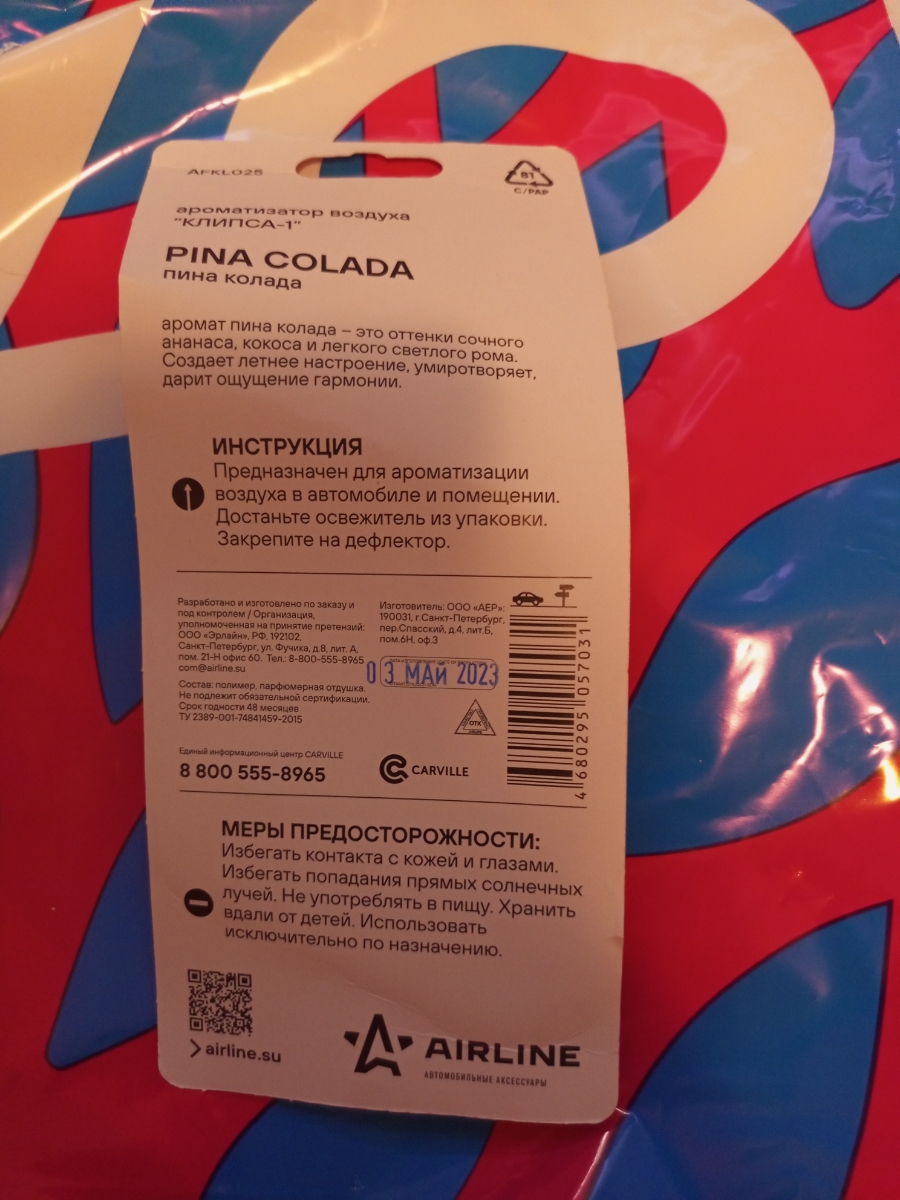 AFKL025
81
C/PAP
ароматизатор воздуха
"КЛИПСА-1"
PINA COLADA
пина колада
аромат пина колада – это оттенки сочного
ананаса, кокоса и легкого светлого рома.
Создает летнее настроение, умиротворяет,
дарит ощущение гармонии.
ИНСТРУКЦИЯ
Предназначен для ароматизации
воздуха в автомобиле и помещении.
Достаньте освежитель из упаковки.
Закрепите на дефлектор.
Разработано и изготовлено по заказу и
под контролем / Организация,
уполномоченная на принятие претензий:
ООО «Эрлайн», РФ, 192102,
Санкт-Петербург, ул. Фучика, д.8, лит. А,
пом. 21-Н офис 60. Тел.: 8-800-555-8965
com@airline.su
Состав: полимер, парфюмерная отдушка.
Не подлежит обязательной сертификации.
Срок годности 48 месяцев
ТУ 2389-001-74841459-2015
Изготовитель: ООО «АЕР»:
190031, г.Санкт-Петербург,
пер.Спасский, д.4, лит.Б,
пом.6Н, оф.3
03 МАЙ 2023
ОТК
4680295057031
Единый информационный центр CARVILLE
8 800 555-8965
CARVILLE
МЕРЫ ПРЕДОСТОРОЖНОСТИ:
Избегать контакта с кожей и глазами.
Избегать попадания прямых солнечных
лучей. Не употреблять в пищу. Хранить
вдали от детей. Использовать
исключительно по назначению.
airline.su
AIRLINE
АВТОМОБИЛЬНЫЕ АКСЕССУАРЫ